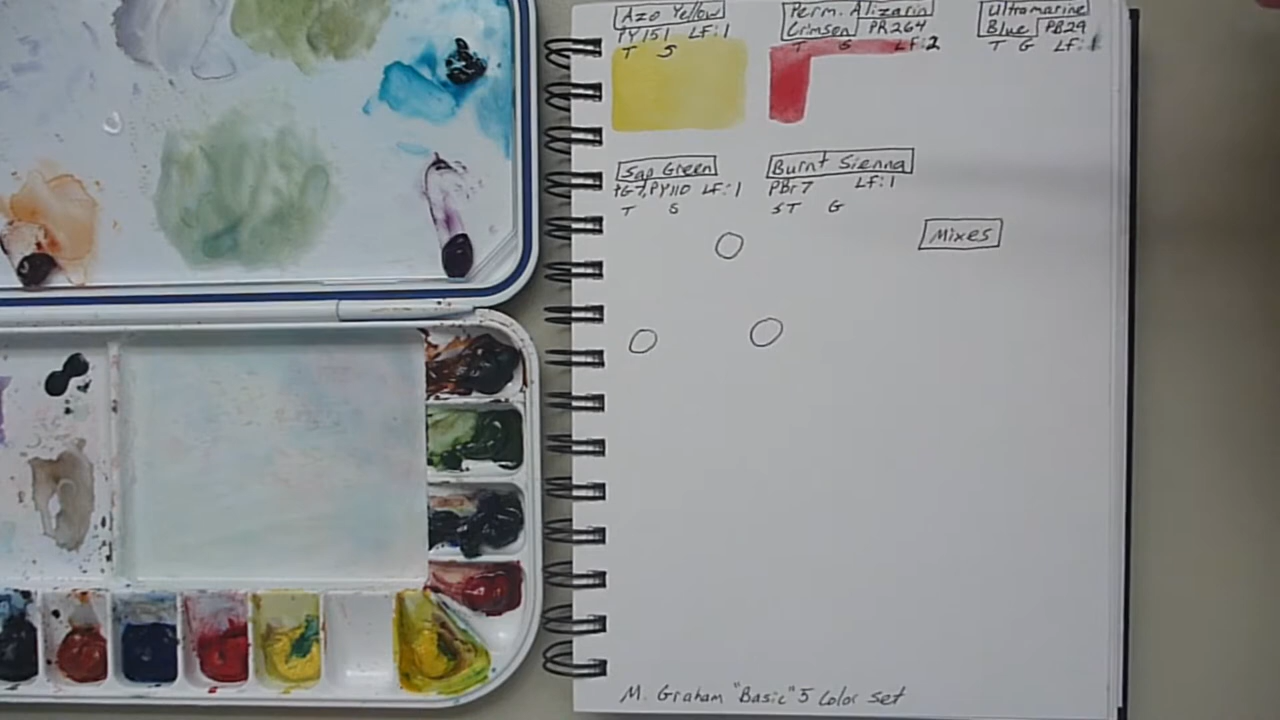 Azo Yellow
PY151 LF:1
T S
Perm. Alizarin
Crimson PR264
T G LF:2
Ultramarine
Blue PB29
T G LF:1
Sap Green
PG7, PY110 LF:1
T S
Burnt Sienna
PBr7 LF:1
ST G
Mixes
M. Graham "Basic" 5 Color set